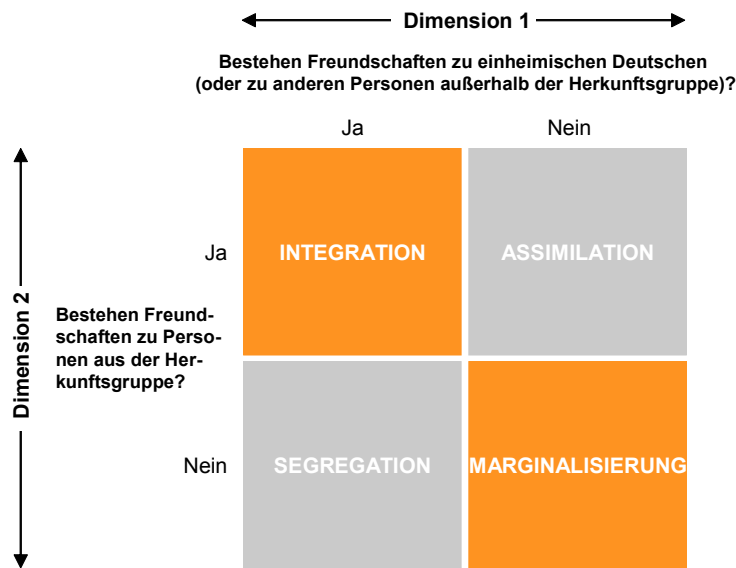 Dimension 1
Bestehen Freundschaften zu einheimischen Deutschen
(oder zu anderen Personen außerhalb der Herkunftsgruppe)?
Ja
Nein
Dimension 2
Bestehen Freund-
schaften zu Perso-
nen aus der Her-
kunftsgruppe?
Ja
INTEGRATION
ASSIMILATION
Nein
SEGREGATION
MARGINALISIERUNG